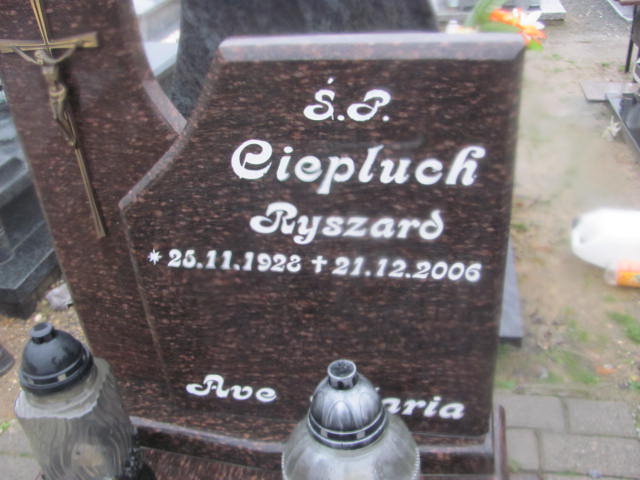 Ś.P.
Ciepluch
Ryszard
* 25.11.1928 + 21.12.2006
Ave